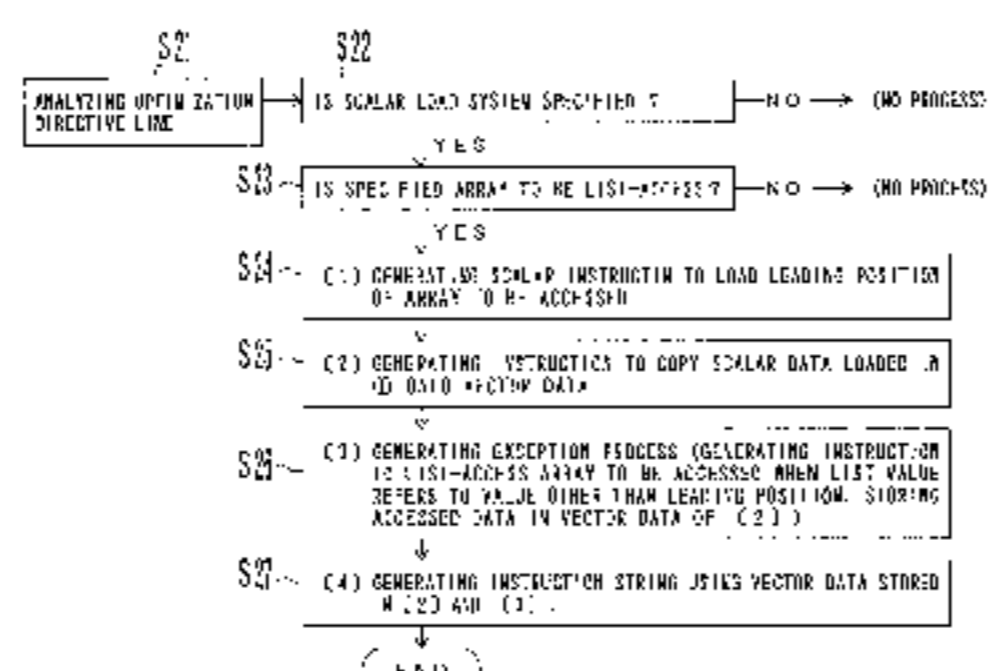 S21 S22
ANALYZING OPTIMIZATION
DIRECTIVE LINE
IS SCALAR LOAD SYSTEM SPECIFIED ?
NO
(NO PROCESS)
YES
S23
IS SPECIFIED ARRAY TO BE LIST-ACCESS?
NO
(NO PROCESS)
YES
S24
(1) GENERATING SCALAR INSTRUCTIN TO LOAD LEADING POSITION
OF ARRAY TO BE ACCESSED
S25
(2) GENERATING INSTRUCTION TO COPY SCALAR DATA LOADED IN
(1) ONTO VECTOR DATA
S26
(3) GENERATING EXCEPTION PROCESS (GENERATING INSTRUCTION
TO LIST-ACCESS ARRAY TO BE ACCESSED WHEN LIST VALUE
REFERS TO VALUE OTHER THAN LEADING POSITION. STORING
ACCESSED DATA IN VECTOR DATA OF (2) )
S27
(4) GENERATING INSTRUCTION STRING USING VECTOR DATA STORED
IN (2) AND (3) .
END